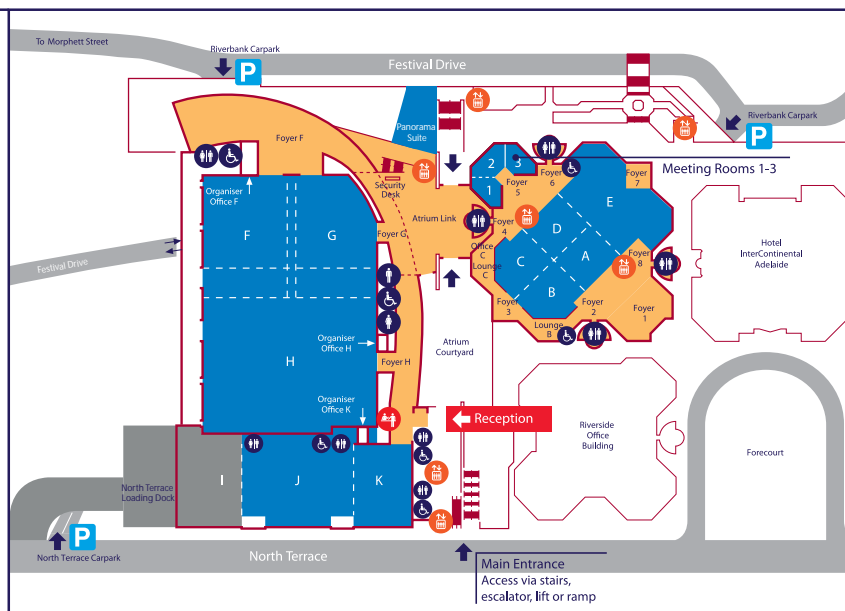 To Morphett Street
Riverbank Carpark
P
Festival Drive
Riverbank Carpark
P
Panorama
Suite
Foyer F
Organiser
Office F
Security
Desk
2
3
1
Foyer
5
Foyer
6
Foyer
7
Meeting Rooms 1-3
F
G
Foyer G
Atrium Link
Foyer
4
E
D
Office
C
Lounge
C
C
A
B
Foyer
8
Foyer
3
Foyer
2
Foyer
1
Lounge
B
Hotel
InterContinental
Adelaide
Festival Drive
H
Organiser
Office H
Foyer H
Atrium
Courtyard
Organiser
Office K
Reception
Riverside
Office
Building
Forecourt
I
J
K
North Terrace
Loading Dock
P
North Terrace Carpark
North Terrace
Main Entrance
Access via stairs,
escalator, lift or ramp